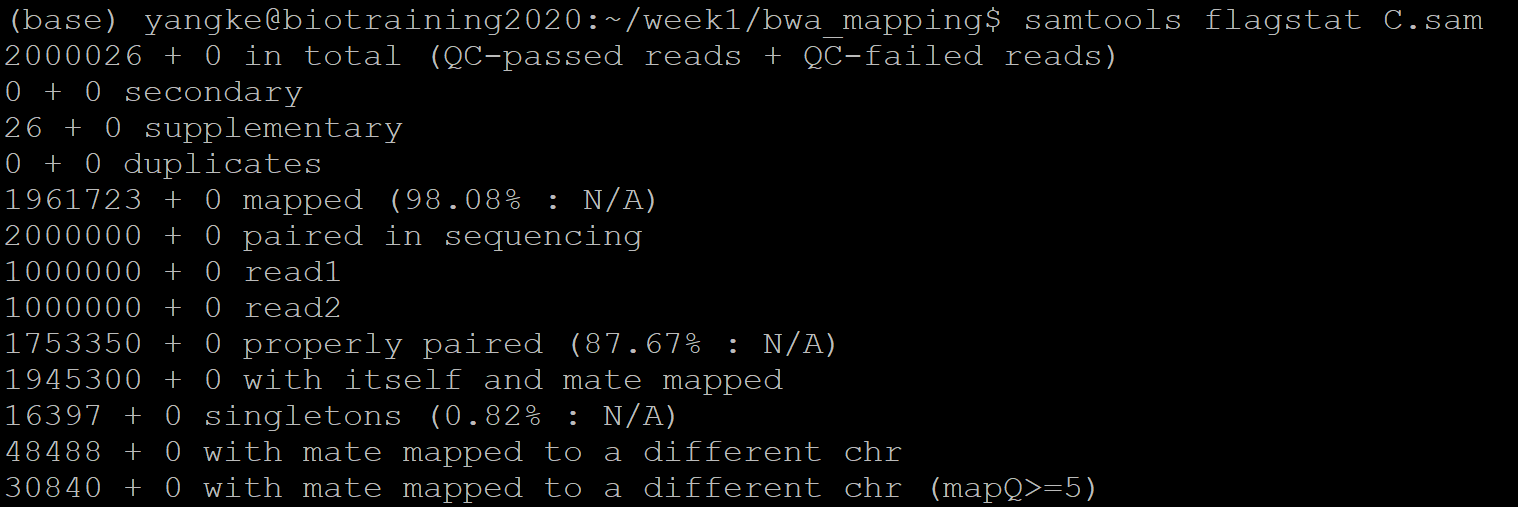 (base) yangke@biotraining2020:~/week1/bwa_mapping$ samtools flagstat C.sam
2000026 + 0 in total (QC-passed reads + QC-failed reads)
0 + 0 secondary
26 + 0 supplementary
0 + 0 duplicates
1961723 + 0 mapped (98.08% : N/A)
2000000 + 0 paired in sequencing
1000000 + 0 read1
1000000 + 0 read2
1753350 + 0 properly paired (87.67% : N/A)
1945300 + 0 with itself and mate mapped
16397 + 0 singletons (0.82% : N/A)
48488 + 0 with mate mapped to a different chr
30840 + 0 with mate mapped to a different chr (mapQ>=5)